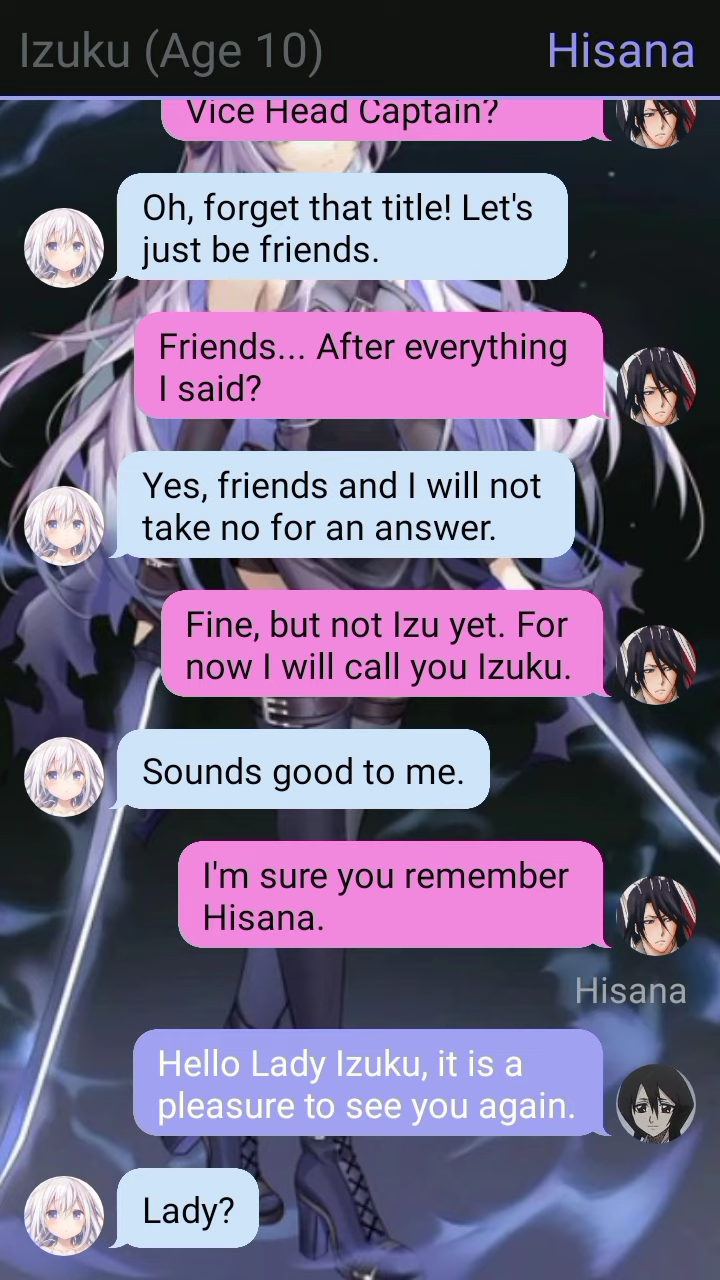 Izuku (Age 10)
Hisana
Vice Head Captain?
Oh, forget that title! Let's
just be friends.
Friends... After everything
I said?
Yes, friends and I will not
take no for an answer.
Fine, but not Izu yet. For
now I will call you Izuku.
Sounds good to me.
I'm sure you remember
Hisana.
Hisana
Hello Lady Izuku, it is a
pleasure to see you again.
Lady?